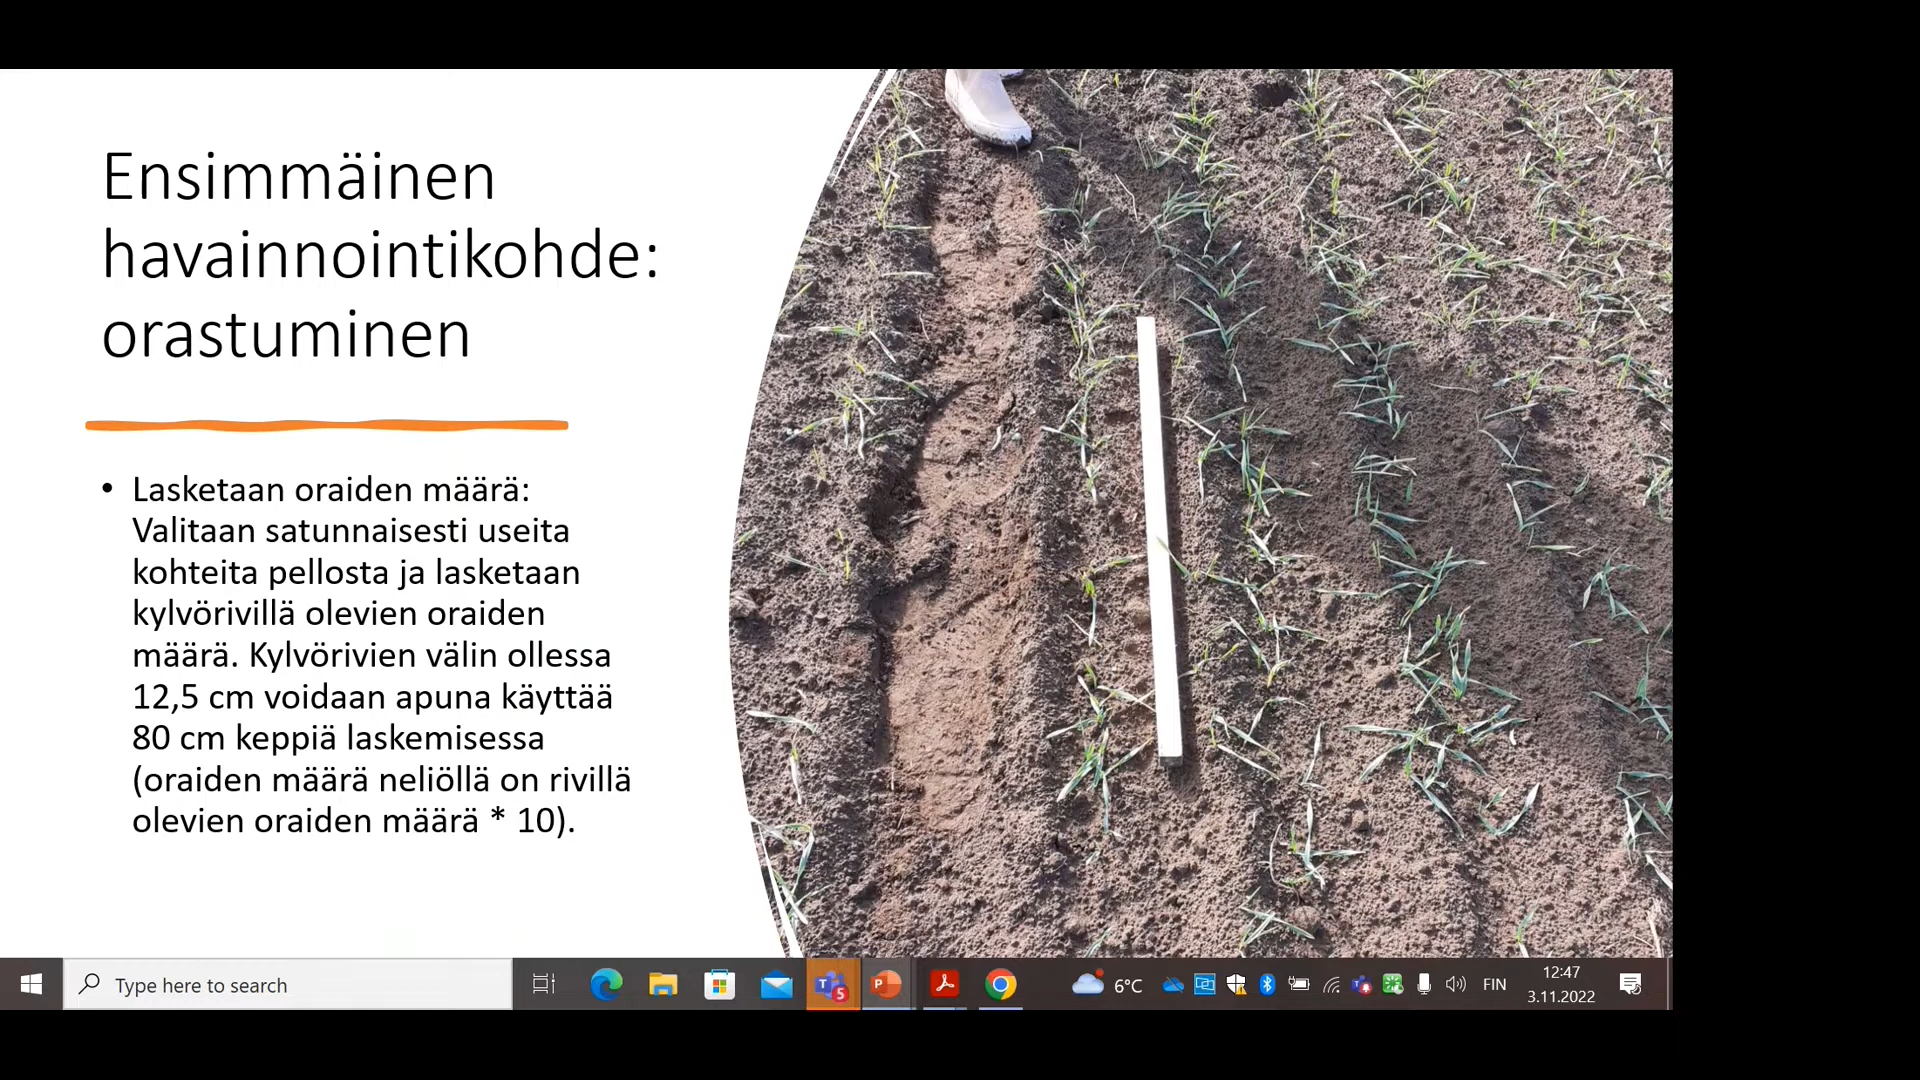 Ensimmäinen
havainnointikohde:
orastuminen
• Lasketaan oraiden määrä:
Valitaan satunnaisesti useita
kohteita pellosta ja lasketaan
kylvörivillä olevien oraiden
määrä. Kylvörivien välin ollessa
12,5 cm voidaan apuna käyttää
80 cm keppiä laskemisessa
(oraiden määrä neliöllä on rivillä
olevien oraiden määrä * 10).
Type here to search
5
6°C
FIN
12:47
3.11.2022